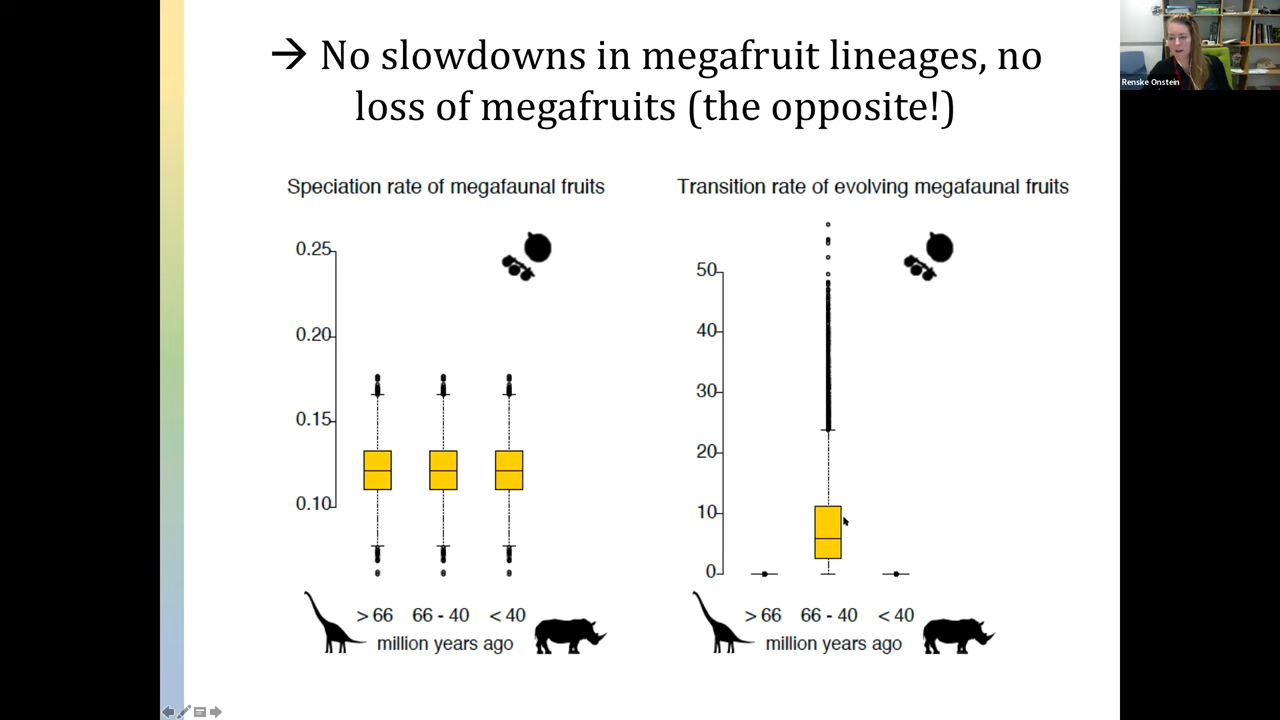 → No slowdowns in megafruit lineages, no
loss of megafruits (the opposite!)
Renske Onstein
Speciation rate of megafaunal fruits
0.25
0.20
0.15
0.10
> 66 66 - 40 < 40
million years ago
Transition rate of evolving megafaunal fruits
50
40
30
20
10
0
> 66 66 - 40 < 40
million years ago